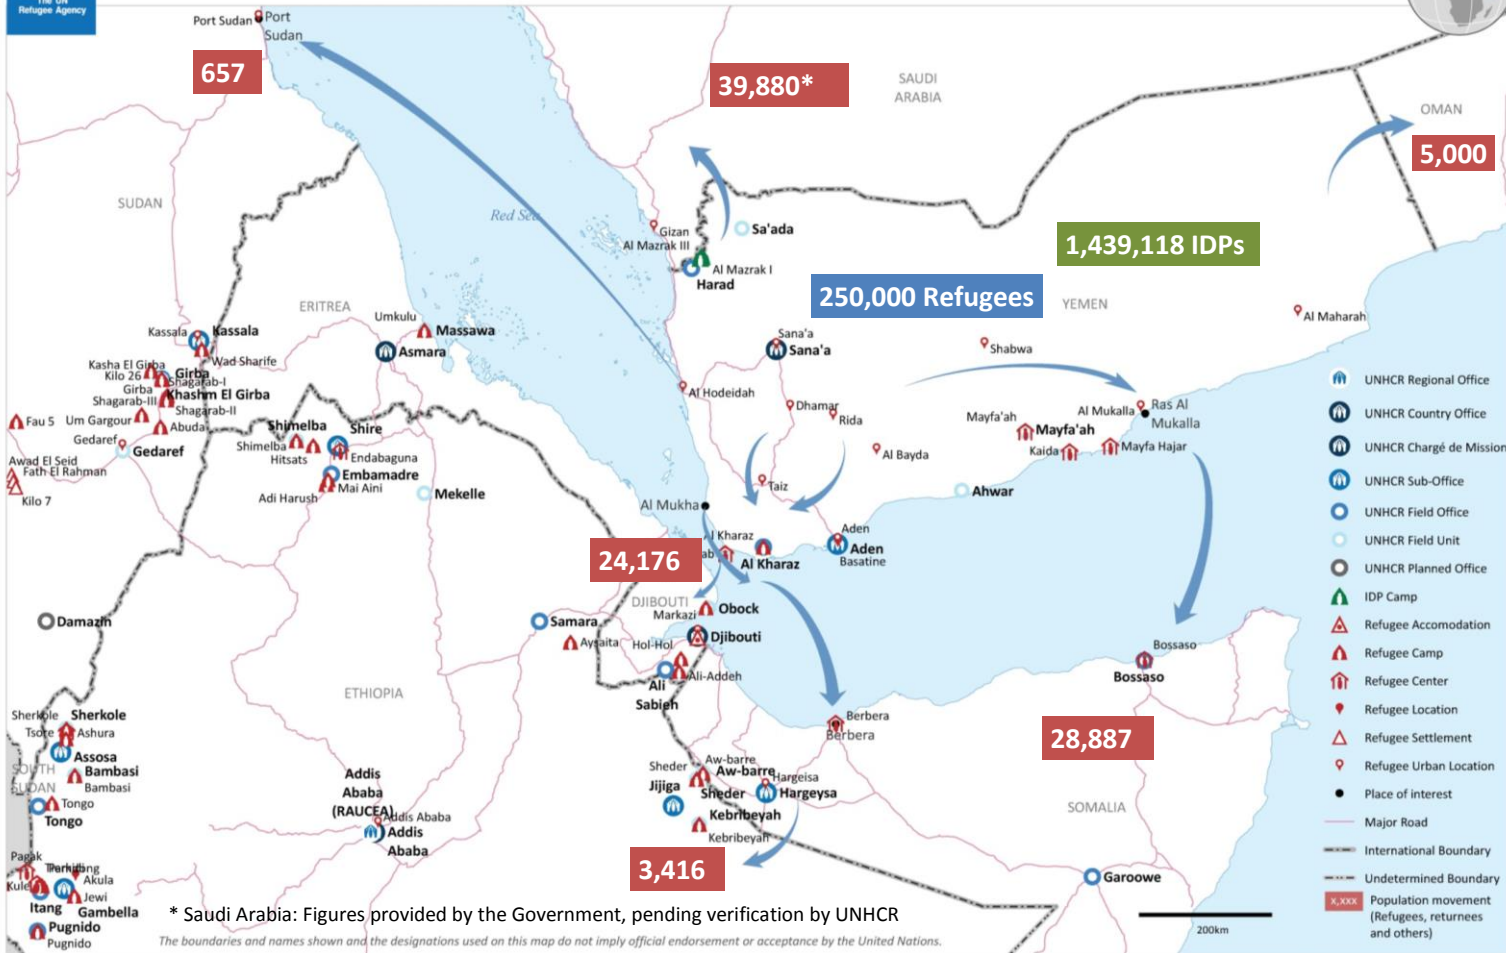 The UN
Refugee Agency
Port Sudan
Port
Sudan
657
39,880*
SAUDI
ARABIA
OMAN
5,000
SUDAN
Red Sea
Gizan
Al Mazrak III
Sa'ada
Al Mazrak I
Harad
1,439,118 IDPs
250,000 Refugees
YEMEN
Al Maharah
ERITREA
Umkulu
Massawa
Kassala
Kassala
Wad Sharife
Asmara
Sana'a
Sana'a
Shabwa
Kasha El Girba
Kilo 26
Girba
Shagarab-I
Girba
Khashm El Girba
Shagarab-III
Shagarab-II
Fau 5
Um Gargour
Abuda
Gedaref
Gedaref
Awad El Seid
Fath El Rahman
Kilo 7
Shimelba
Shire
Shimelba
Hitsats
Endabaguna
Embamadre
Mai Aini
Adi Harush
Mekelle
Al Hodeidah
Dhamar
Rida
Al Bayda
Taiz
Mayfa'ah
Mayfa'ah
Kaida
Mayfa Hajar
Al Mukalla
Ras Al
Mukalla
Ahwar
Al Mukha
Al Kharaz
Al Kharaz
Aden
Aden
Basatine
24,176
DJIBOUTI
Markazi
Obock
Djibouti
Hol-Hol
Ali-Addeh
Ali
Sabieh
Samara
Aysaita
Damazin
ETHIOPIA
Bossaso
Bossaso
Berbera
Berbera
28,887
Sherkole
Sherkole
Tsore
Ashura
Assosa
Bambasi
Bambasi
SOUTH
SUDAN
Tongo
Tongo
Addis
Ababa
(RAUCEA)
Addis Ababa
Addis
Ababa
Aw-barre
Sheder
Aw-barre
Jijiga
Sheder
Hargeisa
Hargeysa
Kebribeyah
Kebribeyah
SOMALIA
3,416
Garoowe
Pagak
Kule
Akula
Jewi
Itang
Gambella
Pugnido
Pugnido
* Saudi Arabia: Figures provided by the Government, pending verification by UNHCR
The boundaries and names shown and the designations used on this map do not imply official endorsement or acceptance by the United Nations.
200km
UNHCR Regional Office
UNHCR Country Office
UNHCR Chargé de Mission
UNHCR Sub-Office
UNHCR Field Office
UNHCR Field Unit
UNHCR Planned Office
IDP Camp
Refugee Accomodation
Refugee Camp
Refugee Center
Refugee Location
Refugee Settlement
Refugee Urban Location
Place of interest
Major Road
International Boundary
Undetermined Boundary
x,xxx
Population movement
(Refugees, returnees
and others)